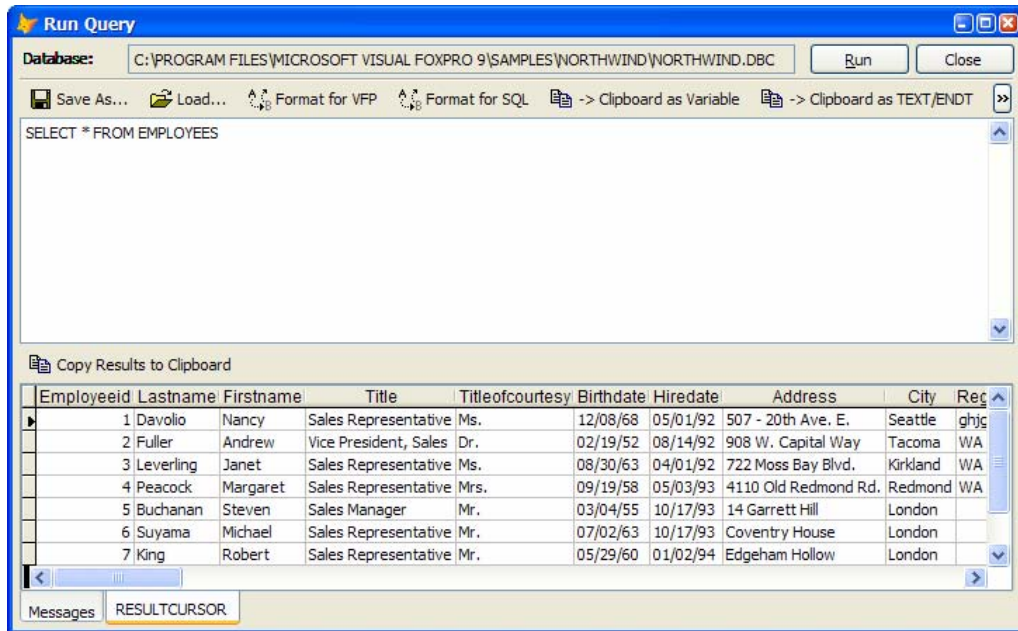 Run Query
Database: C:\PROGRAM FILES\MICROSOFT VISUAL FOXPRO 9\SAMPLES\NORTHWIND\NORTHWIND.DBC Run Close
Save As... Load... Format for VFP Format for SQL -> Clipboard as Variable -> Clipboard as TEXT/ENDT »
SELECT * FROM EMPLOYEES
Copy Results to Clipboard
Employeeid Lastname Firstname Title Titleofcourtesy Birthdate Hiredate Address City Reg
1 Davolio Nancy Sales Representative Ms. 12/08/68 05/01/92 507 - 20th Ave. E. Seattle ghjg
2 Fuller Andrew Vice President, Sales Dr. 02/19/52 08/14/92 908 W. Capital Way Tacoma WA
3 Leverling Janet Sales Representative Ms. 08/30/63 04/01/92 722 Moss Bay Blvd. Kirkland WA
4 Peacock Margaret Sales Representative Mrs. 09/19/58 05/03/93 4110 Old Redmond Rd. Redmond WA
5 Buchanan Steven Sales Manager Mr. 03/04/55 10/17/93 14 Garrett Hill London
6 Suyama Michael Sales Representative Mr. 07/02/63 10/17/93 Coventry House London
7 King Robert Sales Representative Mr. 05/29/60 01/02/94 Edgeham Hollow London
Messages RESULTCURSOR